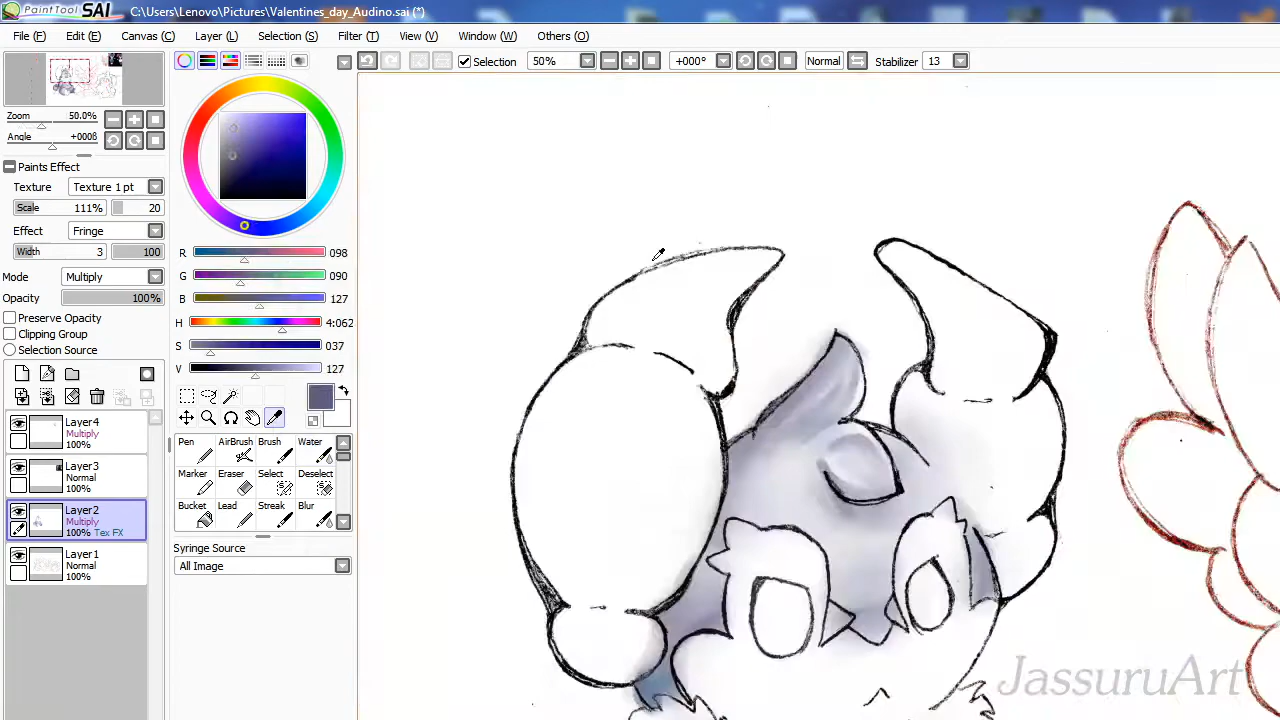 PaintTool SAI C:\Users\Lenovo\Pictures\Valentines_day_Audino.sai (*)
File (F) Edit (E) Canvas (C) Layer (L) Selection (S) Filter (T) View (V) Window (W) Others (O)
Selection 50% +000° Normal Stabilizer 13
Zoom 50.0%
Angle +000ß
Paints Effect
Texture Texture 1 pt
Scale 111% 20
Effect Fringe
Width 3 100
Mode Multiply
Opacity 100%
Preserve Opacity
Clipping Group
Selection Source
Layer4
Multiply
100%
Layer3
Normal
100%
Layer2
Multiply
100% Tex FX
Layer1
Normal
100%
R 098
G 090
B 127
H 4:062
S 037
V 127
Pen AirBrush Brush Water
Marker Eraser Select Deselect
Bucket Lead Streak Blur
Syringe Source
All Image
JassuruArt